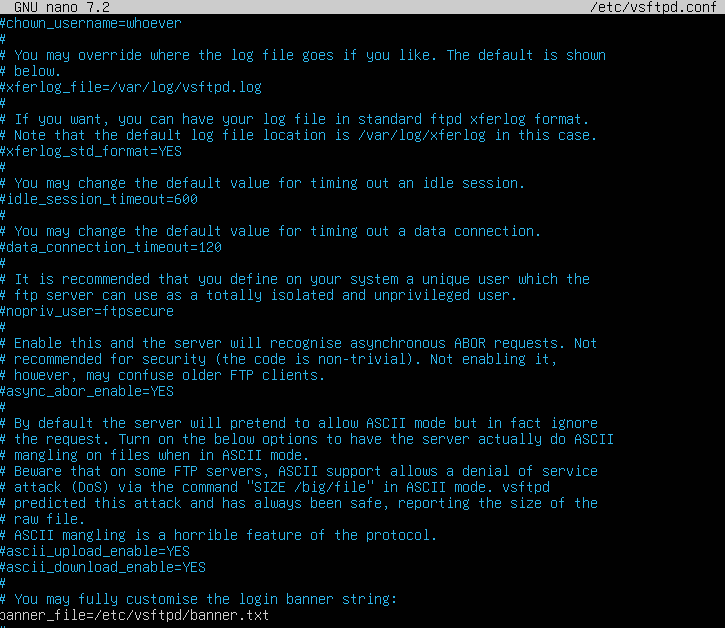 GNU nano 7.2 /etc/vsftpd.conf
#chown_username=whoever
#
# You may override where the log file goes if you like. The default is shown
# below.
#xferlog_file=/var/log/vsftpd.log
#
# If you want, you can have your log file in standard ftpd xferlog format.
# Note that the default log file location is /var/log/xferlog in this case.
#xferlog_std_format=YES
#
# You may change the default value for timing out an idle session.
#idle_session_timeout=600
#
# You may change the default value for timing out a data connection.
#data_connection_timeout=120
#
# It is recommended that you define on your system a unique user which the
# ftp server can use as a totally isolated and unprivileged user.
#nopriv_user=ftpsecure
#
# Enable this and the server will recognise asynchronous ABOR requests. Not
# recommended for security (the code is non-trivial). Not enabling it,
# however, may confuse older FTP clients.
#async_abor_enable=YES
#
# By default the server will pretend to allow ASCII mode but in fact ignore
# the request. Turn on the below options to have the server actually do ASCII
# mangling on files when in ASCII mode.
# Beware that on some FTP servers, ASCII support allows a denial of service
# attack (DoS) via the command "SIZE /big/file" in ASCII mode. vsftpd
# predicted this attack and has always been safe, reporting the size of the
# raw file.
# ASCII mangling is a horrible feature of the protocol.
#ascii_upload_enable=YES
#ascii_download_enable=YES
#
# You may fully customise the login banner string:
banner_file=/etc/vsftpd/banner.txt
#